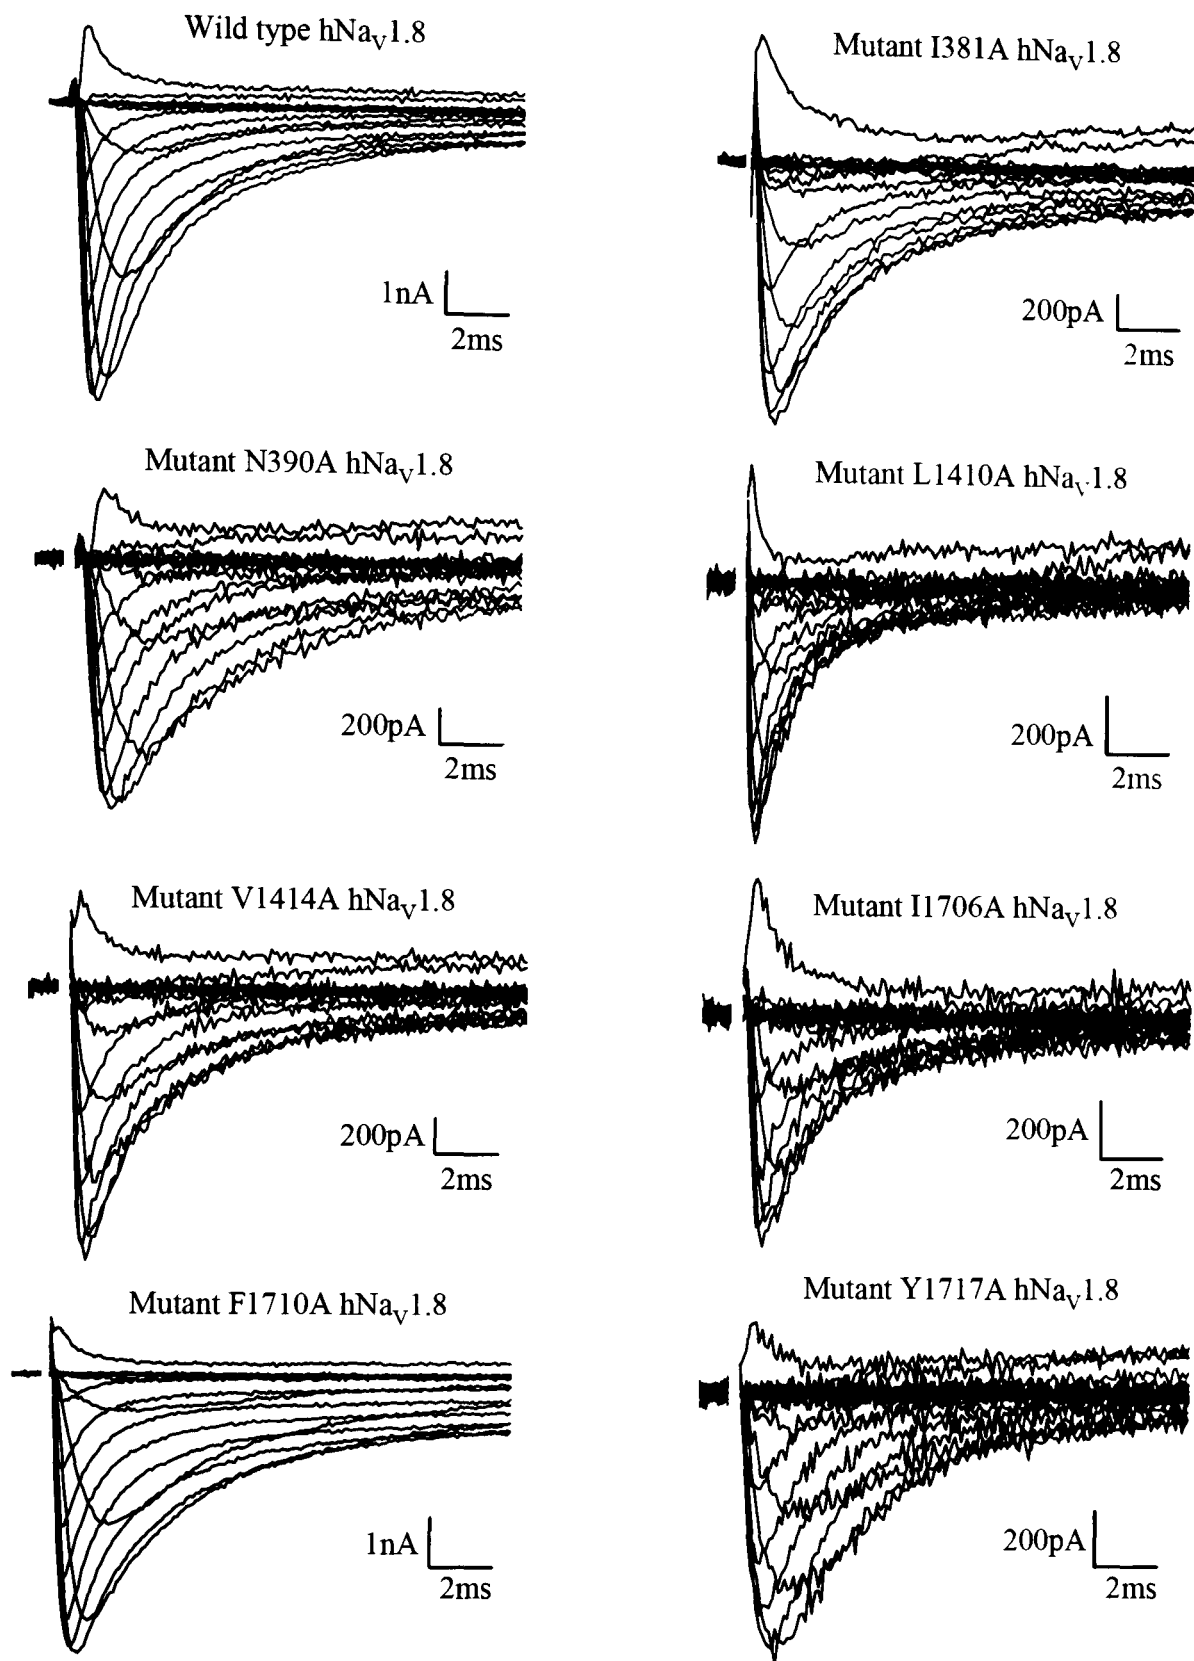 Wild type hNaV1.8
1nA
2ms
Mutant I381A hNaV1.8
200pA
2ms
Mutant N390A hNaV1.8
200pA
2ms
Mutant L1410A hNaV1.8
200pA
2ms
Mutant V1414A hNaV1.8
200pA
2ms
Mutant I1706A hNaV1.8
200pA
2ms
Mutant F1710A hNaV1.8
1nA
2ms
Mutant Y1717A hNaV1.8
200pA
2ms